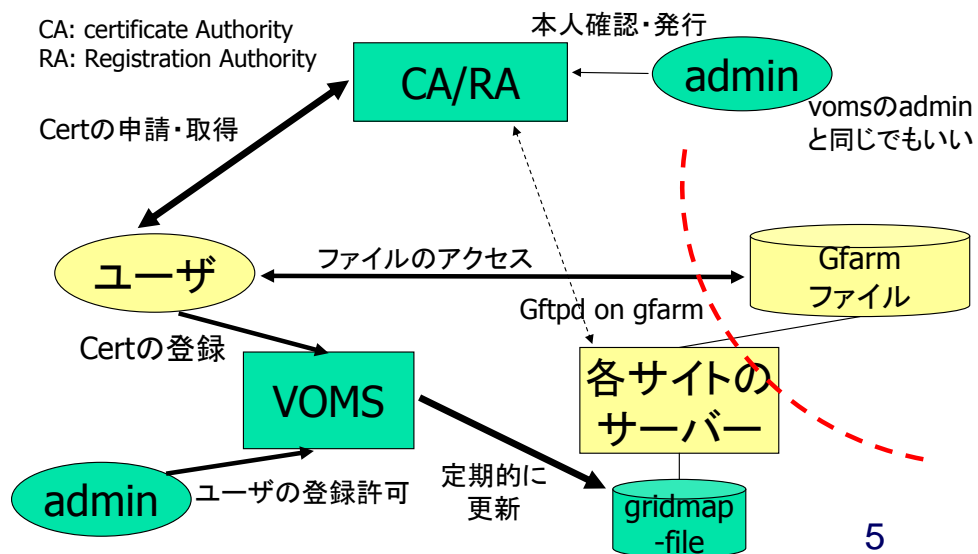 CA: certificate Authority
RA: Registration Authority
本人確認・発行
CA/RA
admin
vomsのadmin
と同じでもいい
Certの申請・取得
ユーザ
ファイルのアクセス
Gfarm
ファイル
Gftpd on gfarm
Certの登録
VOMS
各サイトの
サーバー
admin
ユーザの登録許可
定期的に
更新
gridmap
-file
5